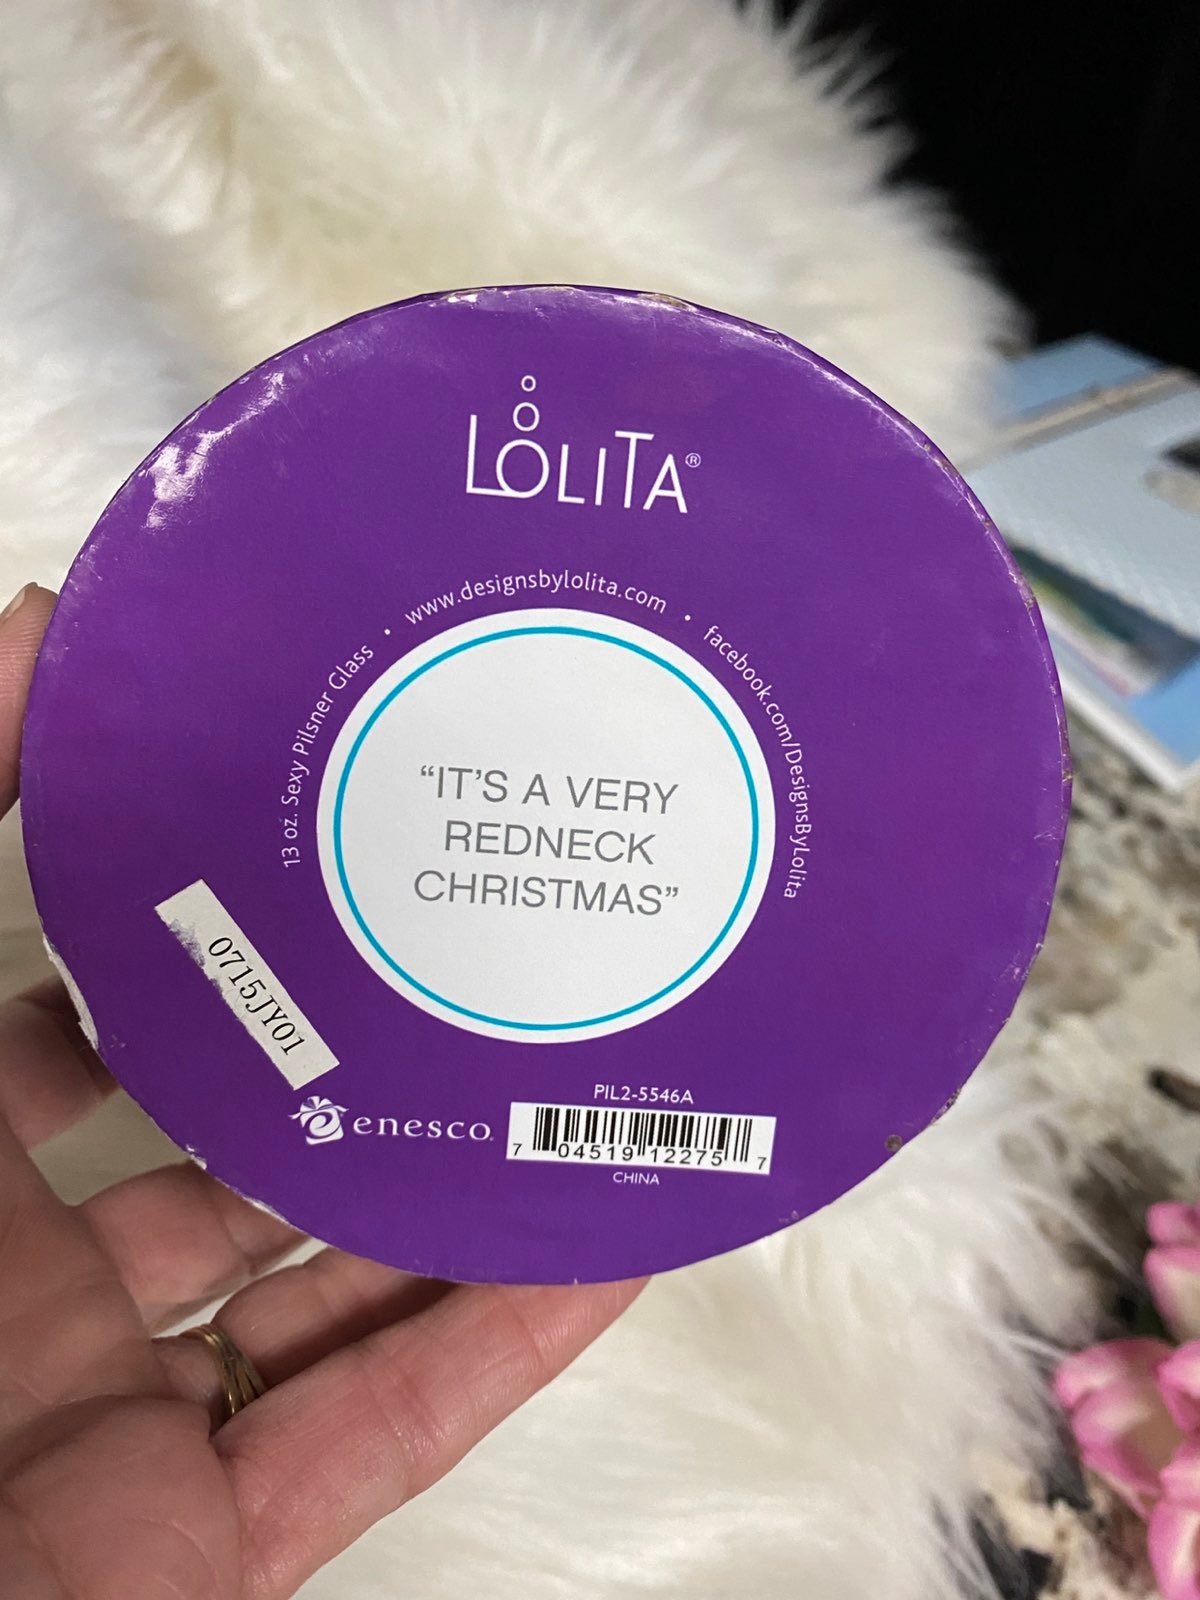 LOLITA®
13 oz. Sexy Pilsner Glass • www.designsbylolita.com • facebook.com/DesignsByLolita
“IT’S A VERY
REDNECK
CHRISTMAS”
0715JY01
enesco.
PIL2-5546A
7 04519 12275 7
CHINA